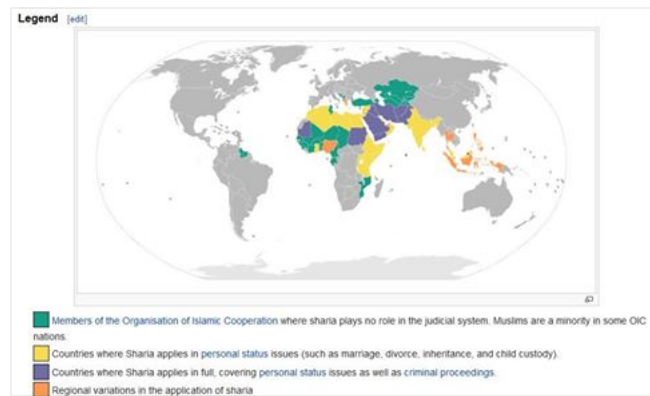 Legend [edit]
Members of the Organisation of Islamic Cooperation where sharia plays no role in the judicial system. Muslims are a minority in some OIC
nations.
Countries where Sharia applies in personal status issues (such as marriage, divorce, inheritance, and child custody).
Countries where Sharia applies in full, covering personal status issues as well as criminal proceedings.
Regional variations in the application of sharia